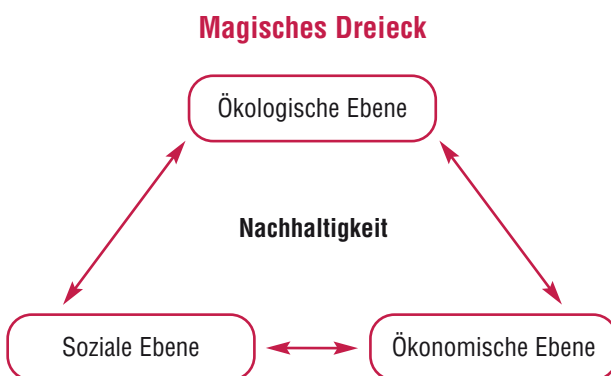 Magisches Dreieck
Ökologische Ebene
Nachhaltigkeit
Soziale Ebene
Ökonomische Ebene